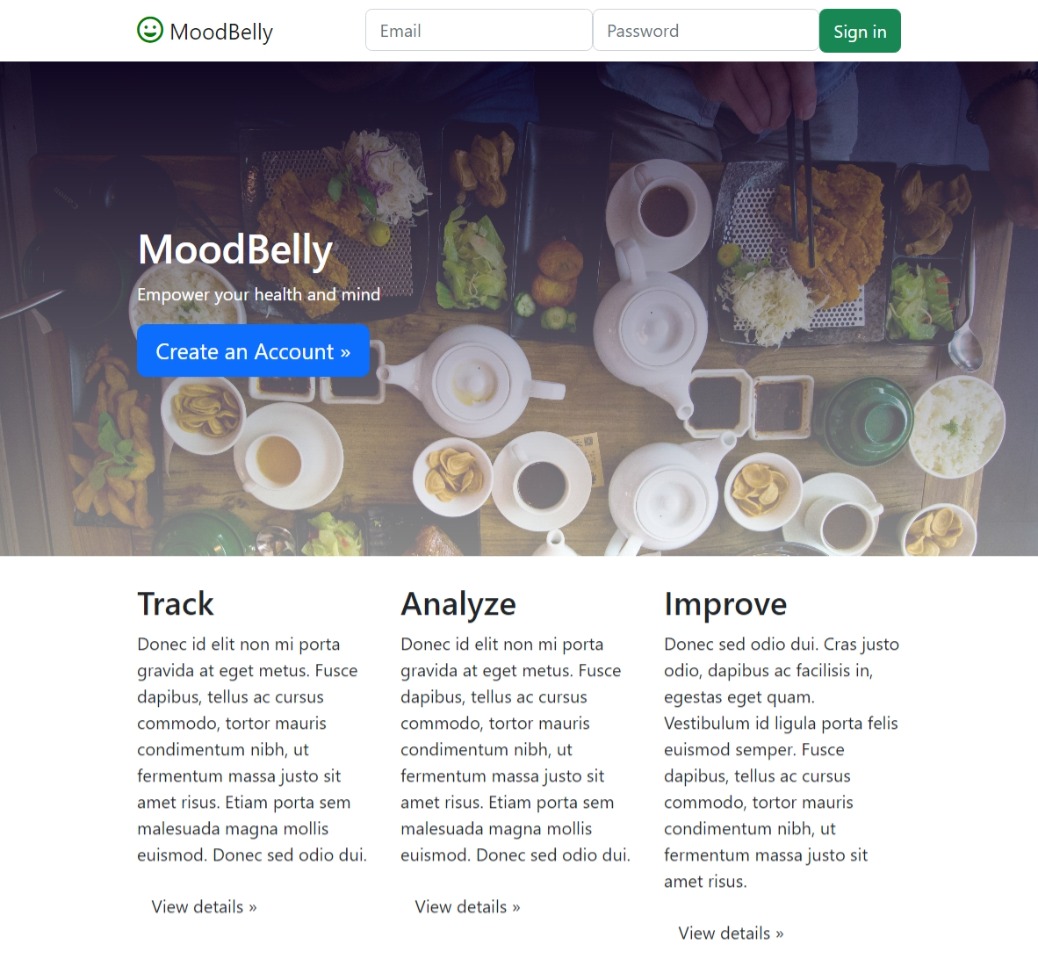 MoodBelly
Email
Password
Sign in
MoodBelly
Empower your health and mind
Create an Account »
Track
Donec id elit non mi porta
gravida at eget metus. Fusce
dapibus, tellus ac cursus
commodo, tortor mauris
condimentum nibh, ut
fermentum massa justo sit
amet risus. Etiam porta sem
malesuada magna mollis
euismod. Donec sed odio dui.
View details »
Analyze
Donec id elit non mi porta
gravida at eget metus. Fusce
dapibus, tellus ac cursus
commodo, tortor mauris
condimentum nibh, ut
fermentum massa justo sit
amet risus. Etiam porta sem
malesuada magna mollis
euismod. Donec sed odio dui.
View details »
Improve
Donec sed odio dui. Cras justo
odio, dapibus ac facilisis in,
egestas eget quam.
Vestibulum id ligula porta felis
euismod semper. Fusce
dapibus, tellus ac cursus
commodo, tortor mauris
condimentum nibh, ut
fermentum massa justo sit
amet risus.
View details »